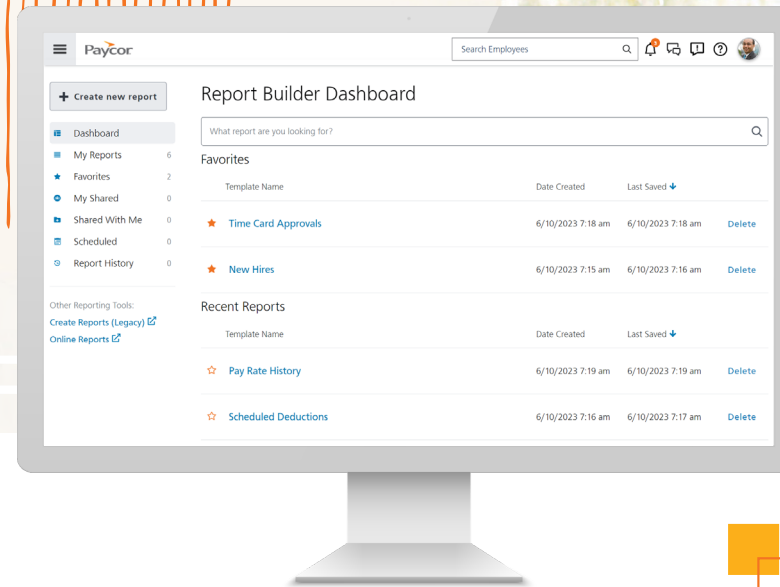 Paycor
Search Employees
Create new report
Dashboard
My Reports 6
Favorites 2
My Shared 0
Shared With Me 0
Scheduled 0
Report History 0
Other Reporting Tools:
Create Reports (Legacy)
Online Reports
Report Builder Dashboard
What report are you looking for?
Favorites
Template Name Date Created Last Saved
Time Card Approvals 6/10/2023 7:18 am 6/10/2023 7:18 am Delete
New Hires 6/10/2023 7:15 am 6/10/2023 7:16 am Delete
Recent Reports
Template Name Date Created Last Saved
Pay Rate History 6/10/2023 7:19 am 6/10/2023 7:19 am Delete
Scheduled Deductions 6/10/2023 7:16 am 6/10/2023 7:17 am Delete